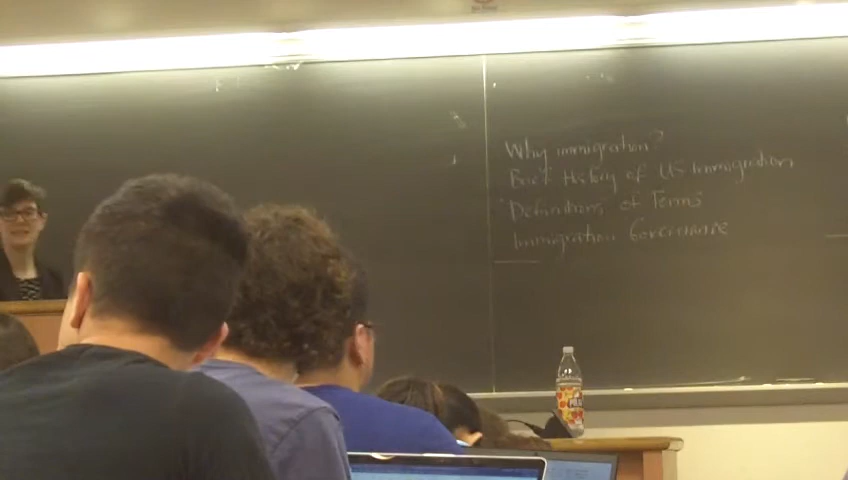 Why immigration?
Brief History of US Immigration
Definitions of Terms
Immigration Governance